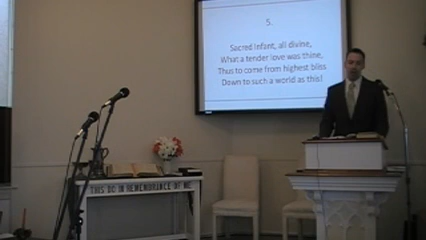 5.
Sacred Infant, all divine,
What a tender love was thine,
Thus to come from highest bliss
Down to such a world as this!
THIS DO IN REMEMBRANCE OF ME